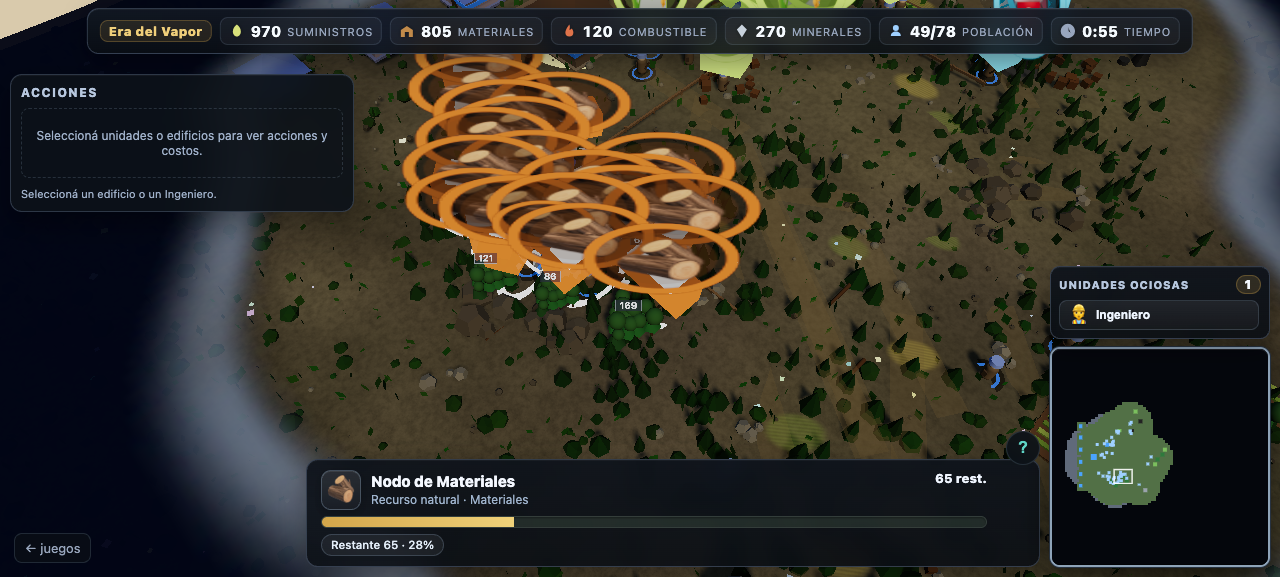 Era del Vapor
970 SUMINISTROS
805 MATERIALES
120 COMBUSTIBLE
270 MINERALES
49/78 POBLACIÓN
0:55 TIEMPO
ACCIONES
Seleccioná unidades o edificios para ver acciones y
costos.
Seleccioná un edificio o un Ingeniero.
121
86
169
UNIDADES OCIOSAS 1
Ingeniero
?
Nodo de Materiales
65 rest.
Recurso natural · Materiales
Restante 65 · 28%
← juegos